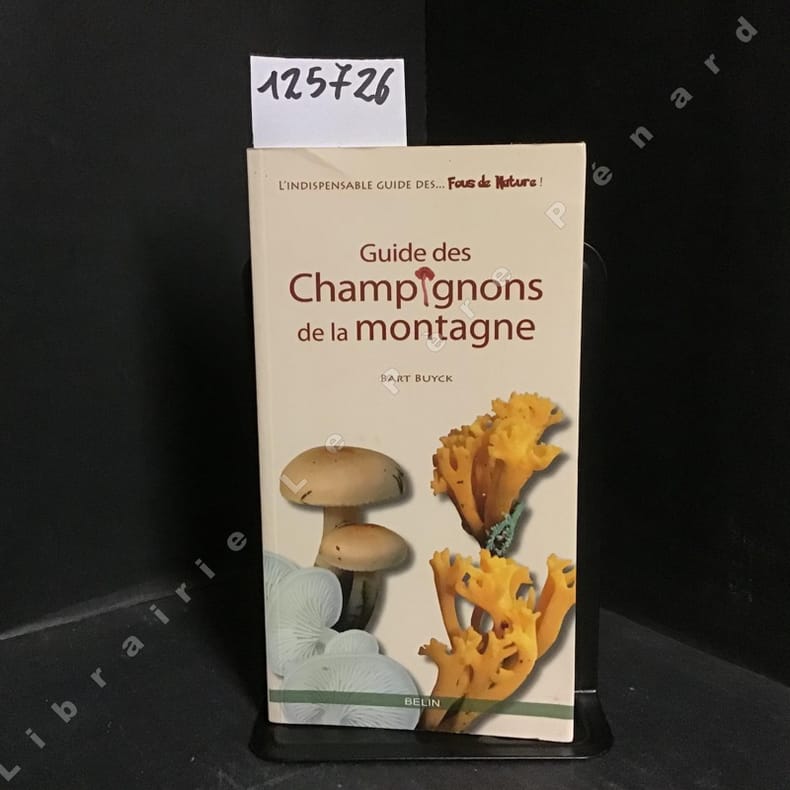 125726
L'INDISPENSABLE GUIDE DES... Fous de Nature !
Guide des
Champignons
de la montagne
BART BUYCK
BELIN
Librairie Le Père Pénard